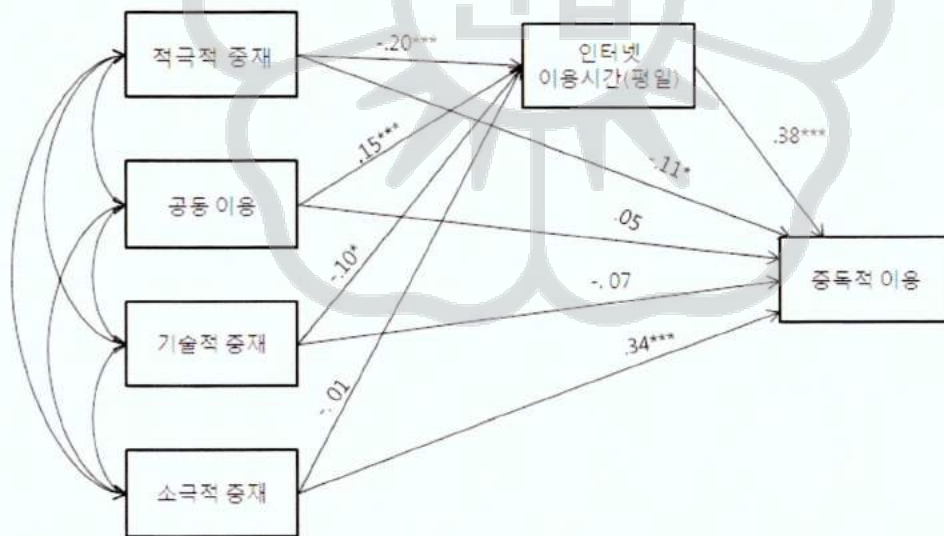 적극적 중재
-.20***
인터넷
이용시간(평일)
.38***
.15***
-.11*
공동 이용
.05
-.10*
중독적 이용
-. 07
기술적 중재
.34***
-. 01
소극적 중재